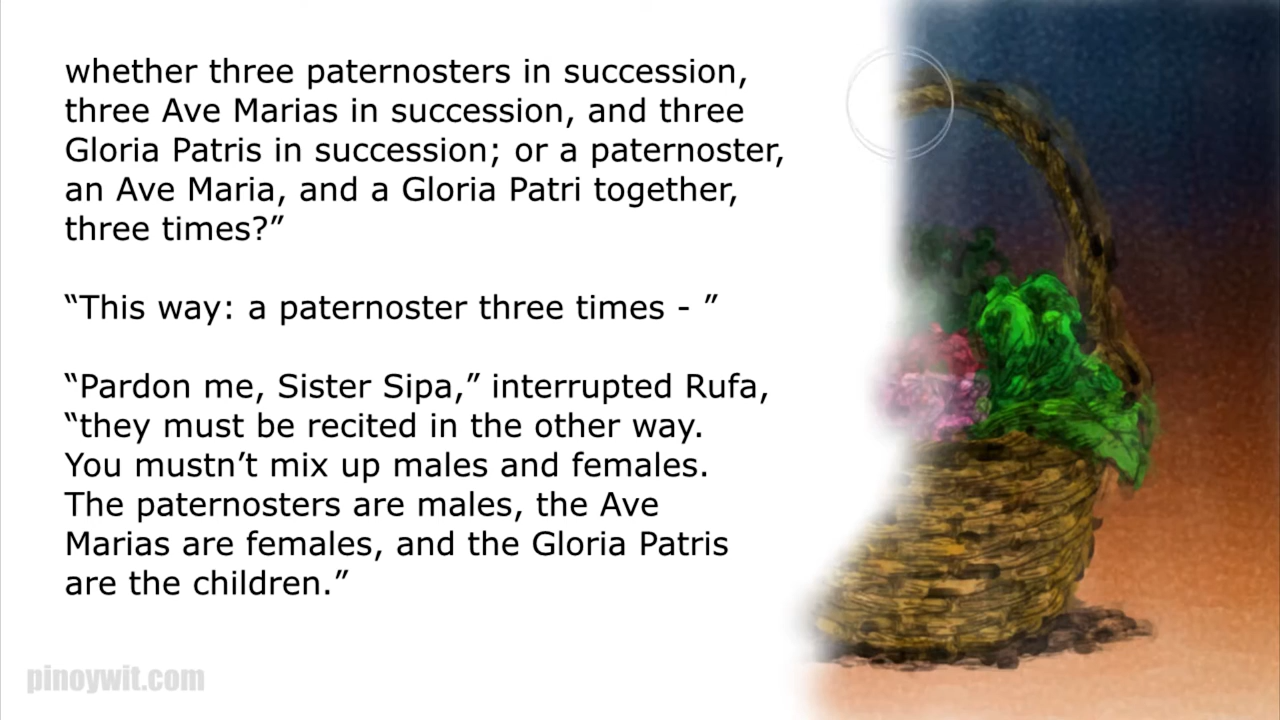 whether three paternosters in succession,
three Ave Marias in succession, and three
Gloria Patris in succession; or a paternoster,
an Ave Maria, and a Gloria Patri together,
three times?”
“This way: a paternoster three times - ”
“Pardon me, Sister Sipa,” interrupted Rufa,
“they must be recited in the other way.
You mustn’t mix up males and females.
The paternosters are males, the Ave
Marias are females, and the Gloria Patris
are the children.”
pinoywit.com